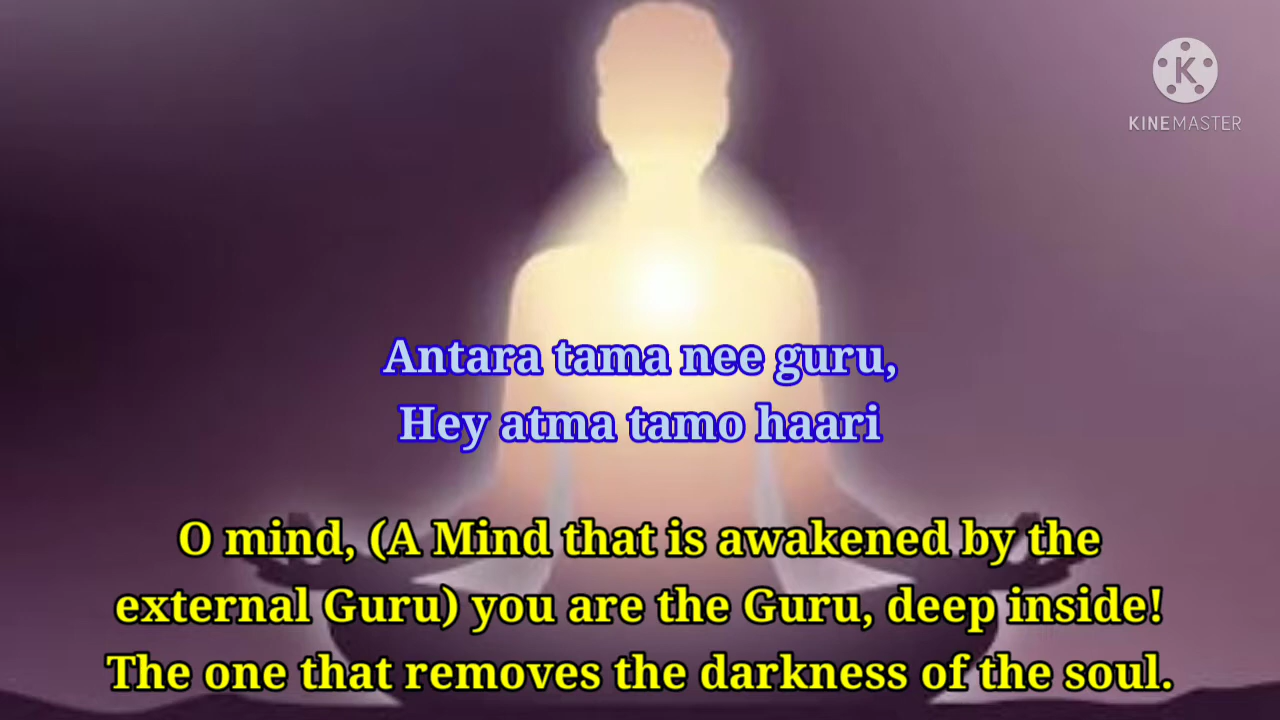 KINEMASTER
Antara tama nee guru,
Hey atma tamo haari
O mind, (A Mind that is awakened by the
external Guru) you are the Guru, deep inside!
The one that removes the darkness of the soul.